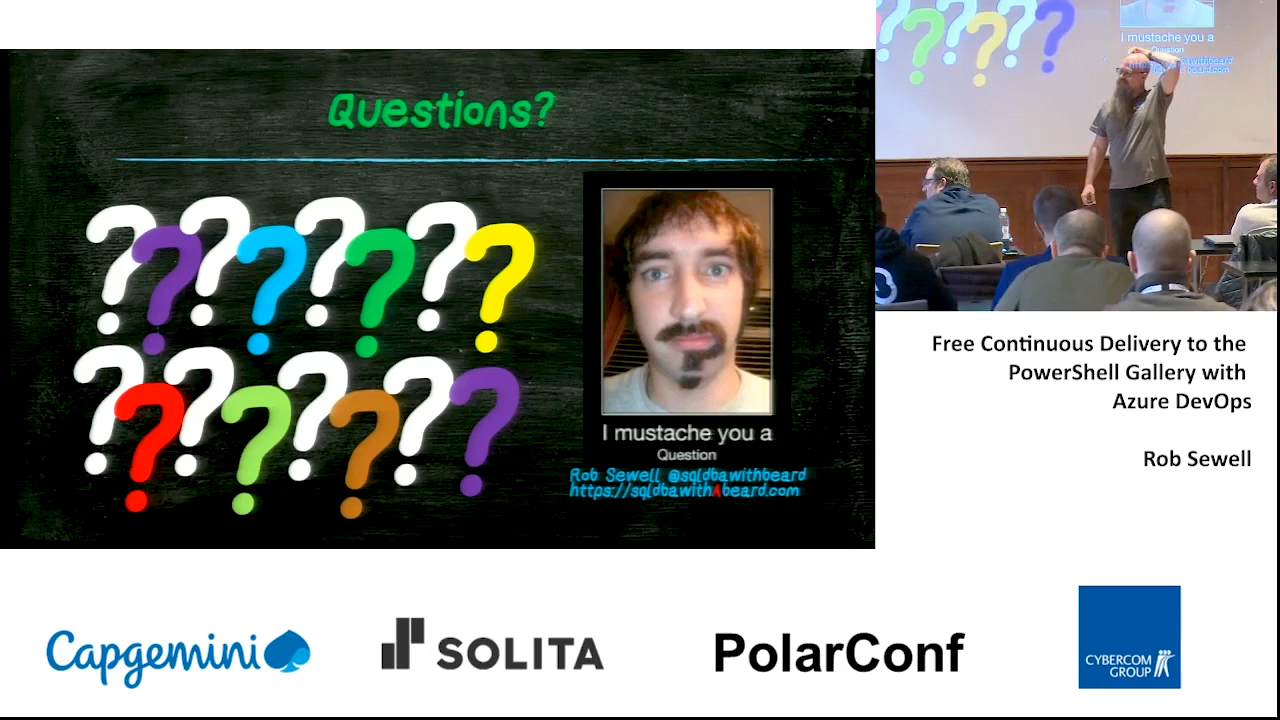 Questions?
I mustache you a
Question
Rob Sewell @sqldbawithbeard
https://sqldbawithAbeard.com
I mustache you a
Question
Free Continuous Delivery to the
PowerShell Gallery with
Azure DevOps
Rob Sewell
Capgemini
SOLITA
PolarConf
CYBERCOM
GROUP